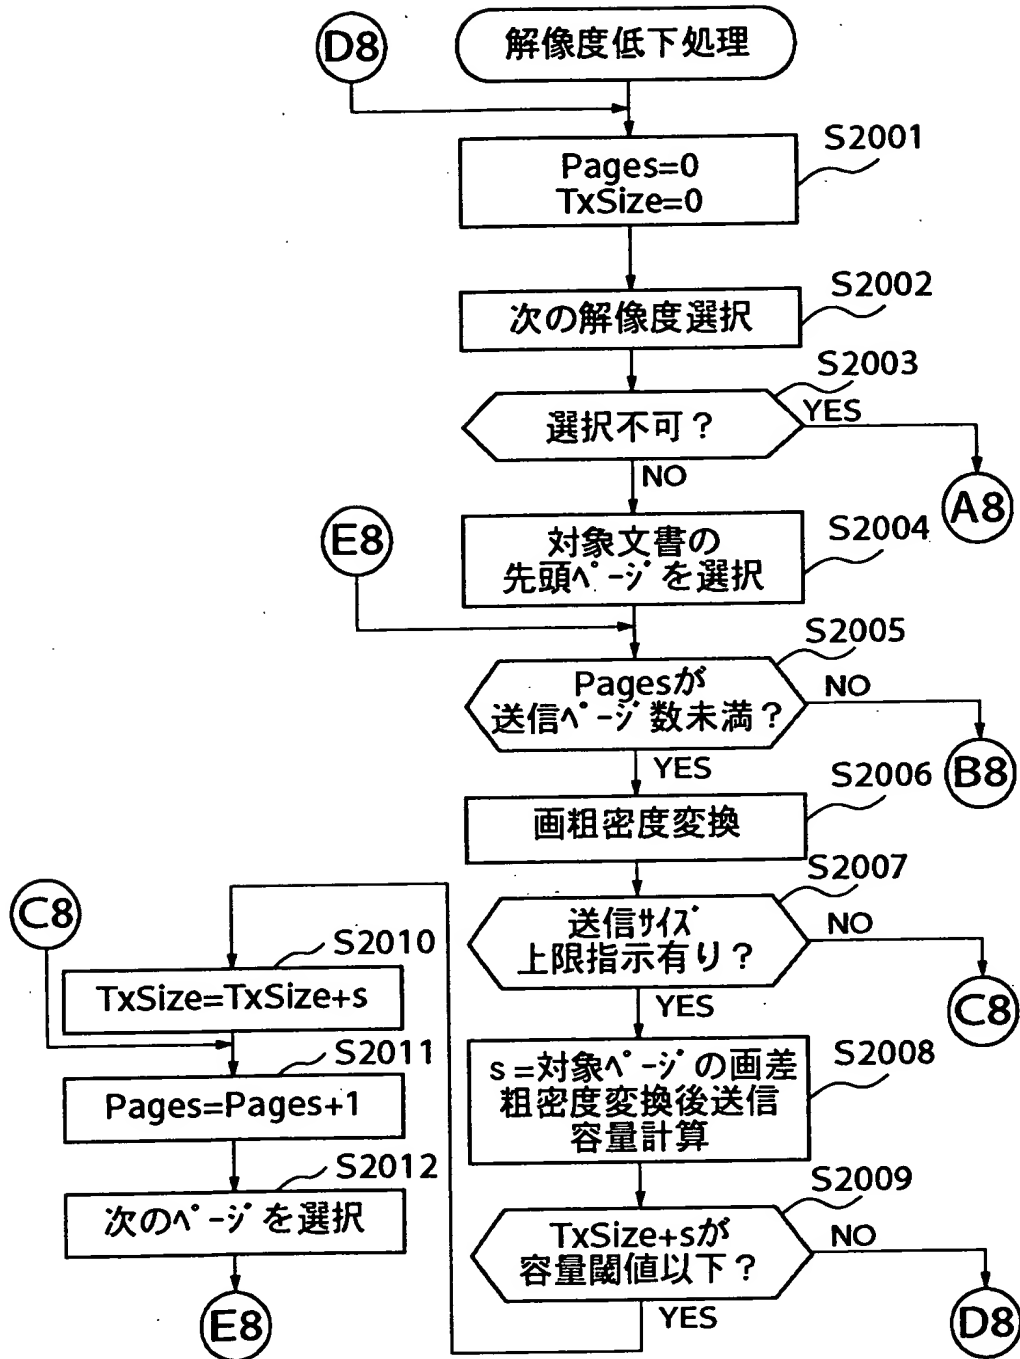 D8
解像度低下処理
S2001
Pages=0
TxSize=0
S2002
次の解像度選択
S2003
選択不可?
YES
NO
A8
E8
S2004
対象文書の
先頭ページを選択
S2005
Pagesが
送信ページ数未満?
NO
YES
B8
S2006
画粗密度変換
S2007
送信サイズ
上限指示有り?
NO
YES
C8
C8
S2010
TxSize=TxSize+s
S2011
Pages=Pages+1
S2012
次のページを選択
E8
S2008
s=対象ページの画差
粗密度変換後送信
容量計算
S2009
TxSize+sが
容量閾値以下?
NO
YES
D8